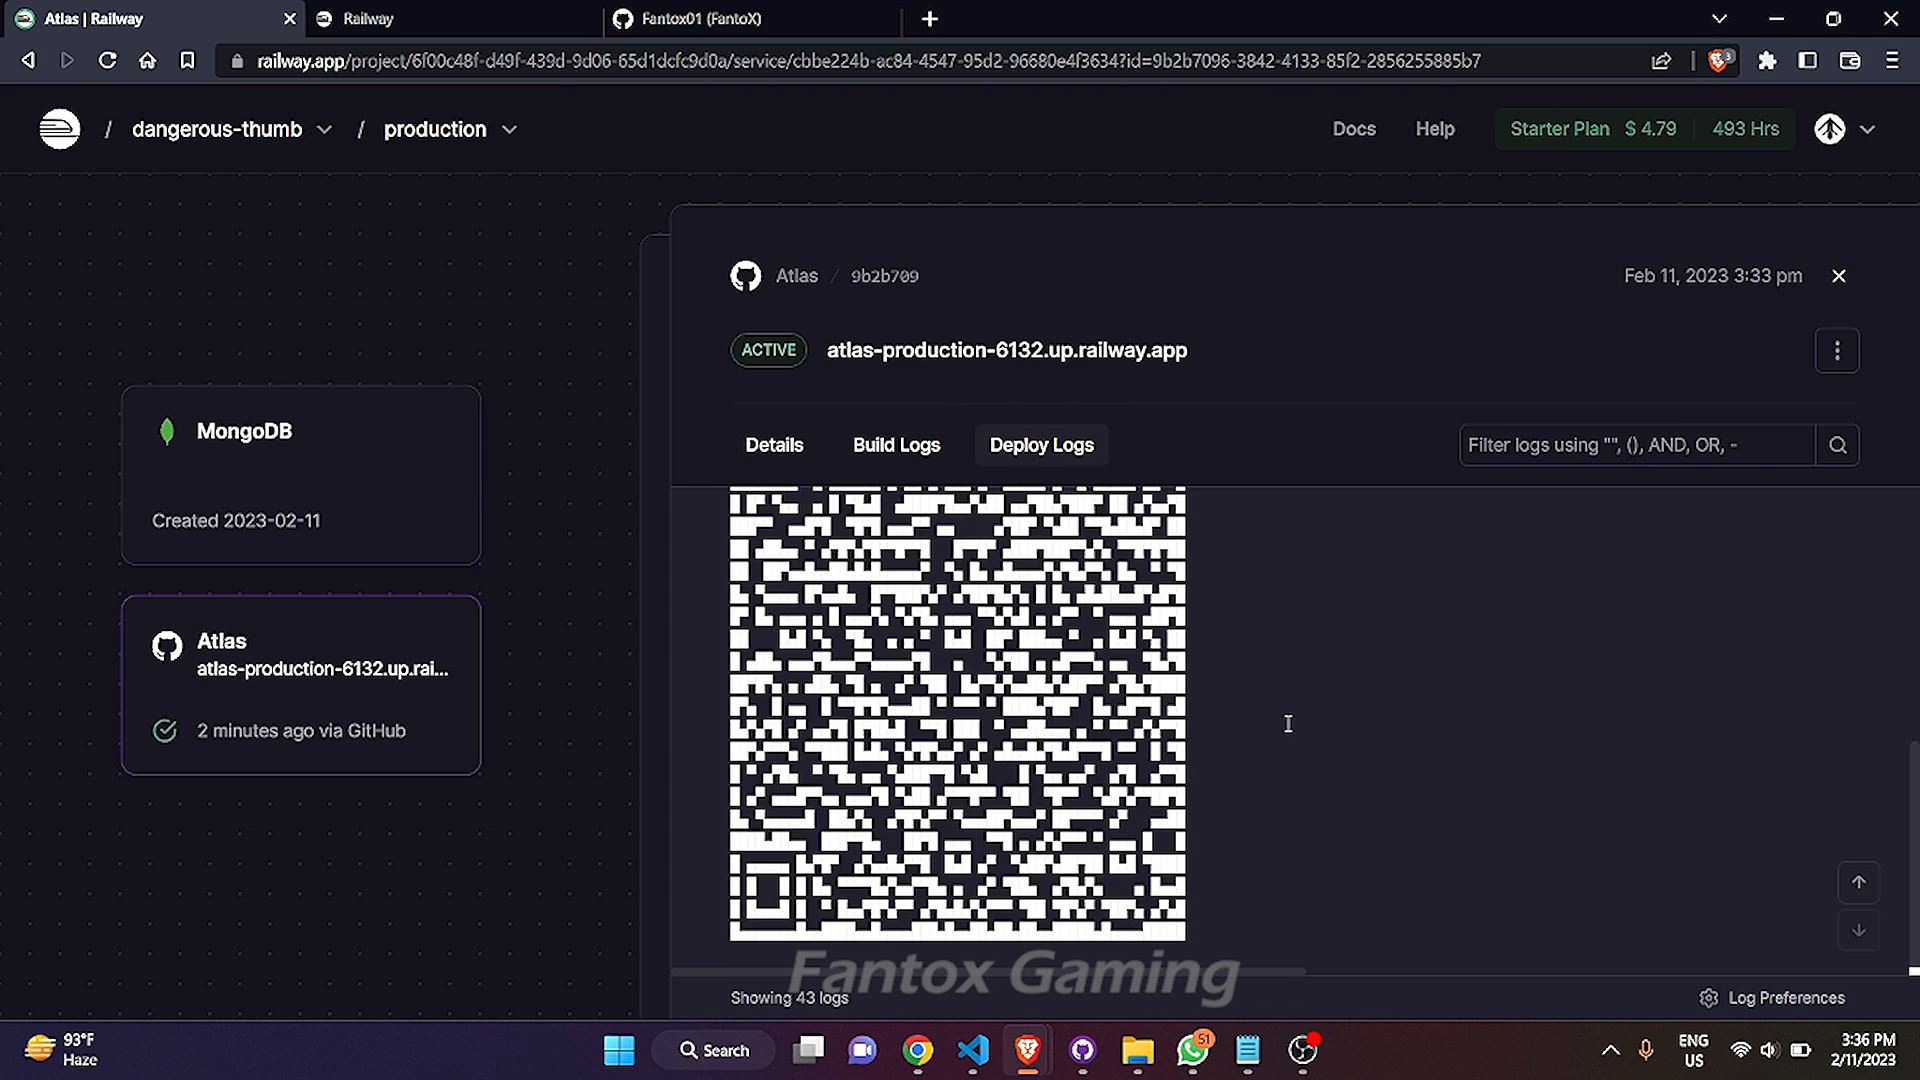 Atlas | Railway
Railway
Fantox01 (FantoX)
railway.app/project/6f00c48f-d49f-439d-9d06-65d1dcfc9d0a/service/cbbe224b-ac84-4547-95d2-96680e4f3634?id=9b2b7096-3842-4133-85f2-2856255885b7
3
/ dangerous-thumb / production
Docs Help Starter Plan $ 4.79 493 Hrs
Atlas / 9b2b709 Feb 11, 2023 3:33 pm
ACTIVE atlas-production-6132.up.railway.app
MongoDB
Created 2023-02-11
Details Build Logs Deploy Logs Filter logs using "", (), AND, OR, -
Atlas
atlas-production-6132.up.rai...
2 minutes ago via GitHub
Fantox Gaming
Showing 43 logs Log Preferences
93°F
Haze
Search
51
ENG
US
3:36 PM
2/11/2023